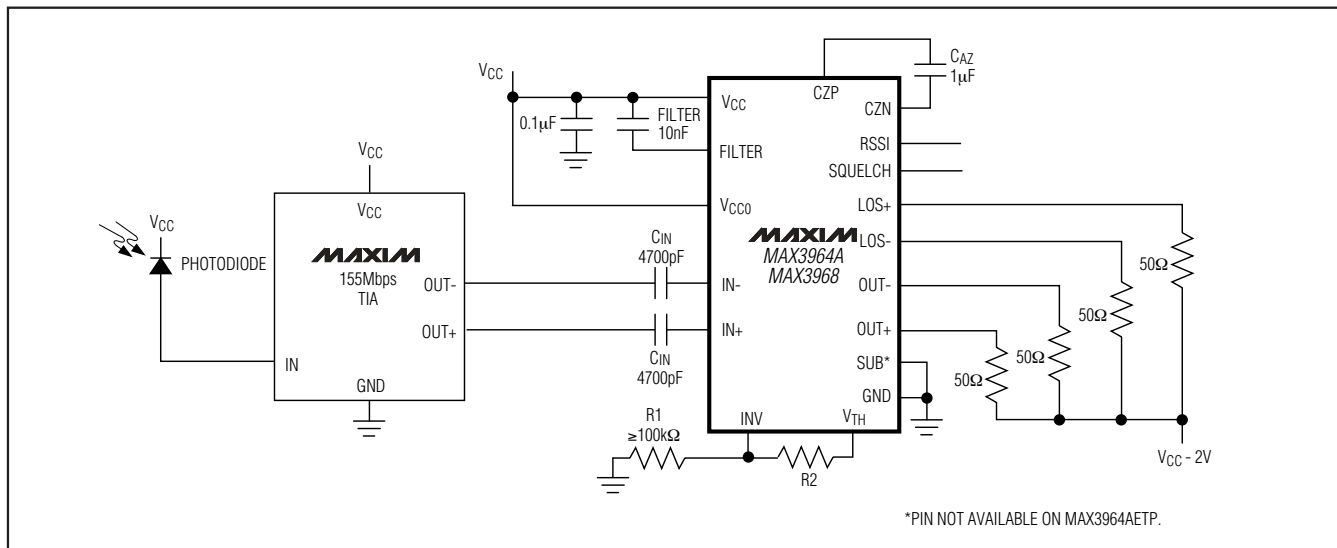 VCC
0.1µF
FILTER
10nF
VCC
FILTER
VCC0
CZP
CAZ
1µF
CZN
RSSI
SQUELCH
LOS+
LOS-
OUT-
OUT+
SUB*
GND
MAXIM
MAX3964A
MAX3968
IN-
IN+
INV
VTH
VCC
VCC
MAXIM
155Mbps
TIA
OUT-
OUT+
IN
GND
VCC
PHOTODIODE
CIN
4700pF
CIN
4700pF
R1
≥100kΩ
R2
50Ω
50Ω
50Ω
50Ω
VCC - 2V
*PIN NOT AVAILABLE ON MAX3964AETP.